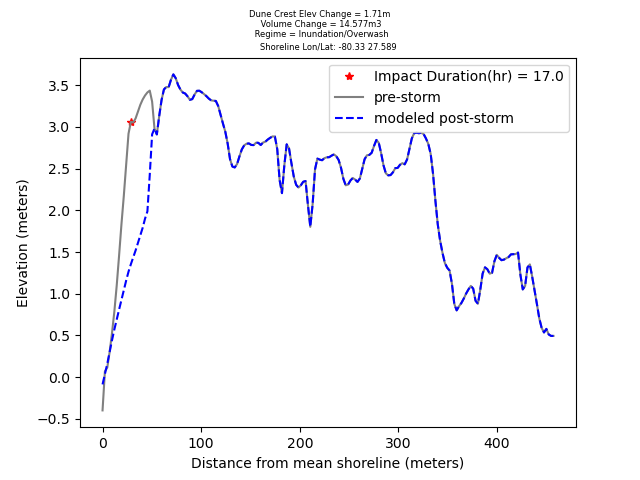 Dune Crest Elev Change = 1.71m
Volume Change = 14.577m3
Regime = Inundation/Overwash
Shoreline Lon/Lat: -80.33 27.589
Impact Duration(hr) = 17.0
pre-storm
modeled post-storm
3.5
3.0
2.5
2.0
1.5
1.0
0.5
0.0
−0.5
Elevation (meters)
0 100 200 300 400
Distance from mean shoreline (meters)